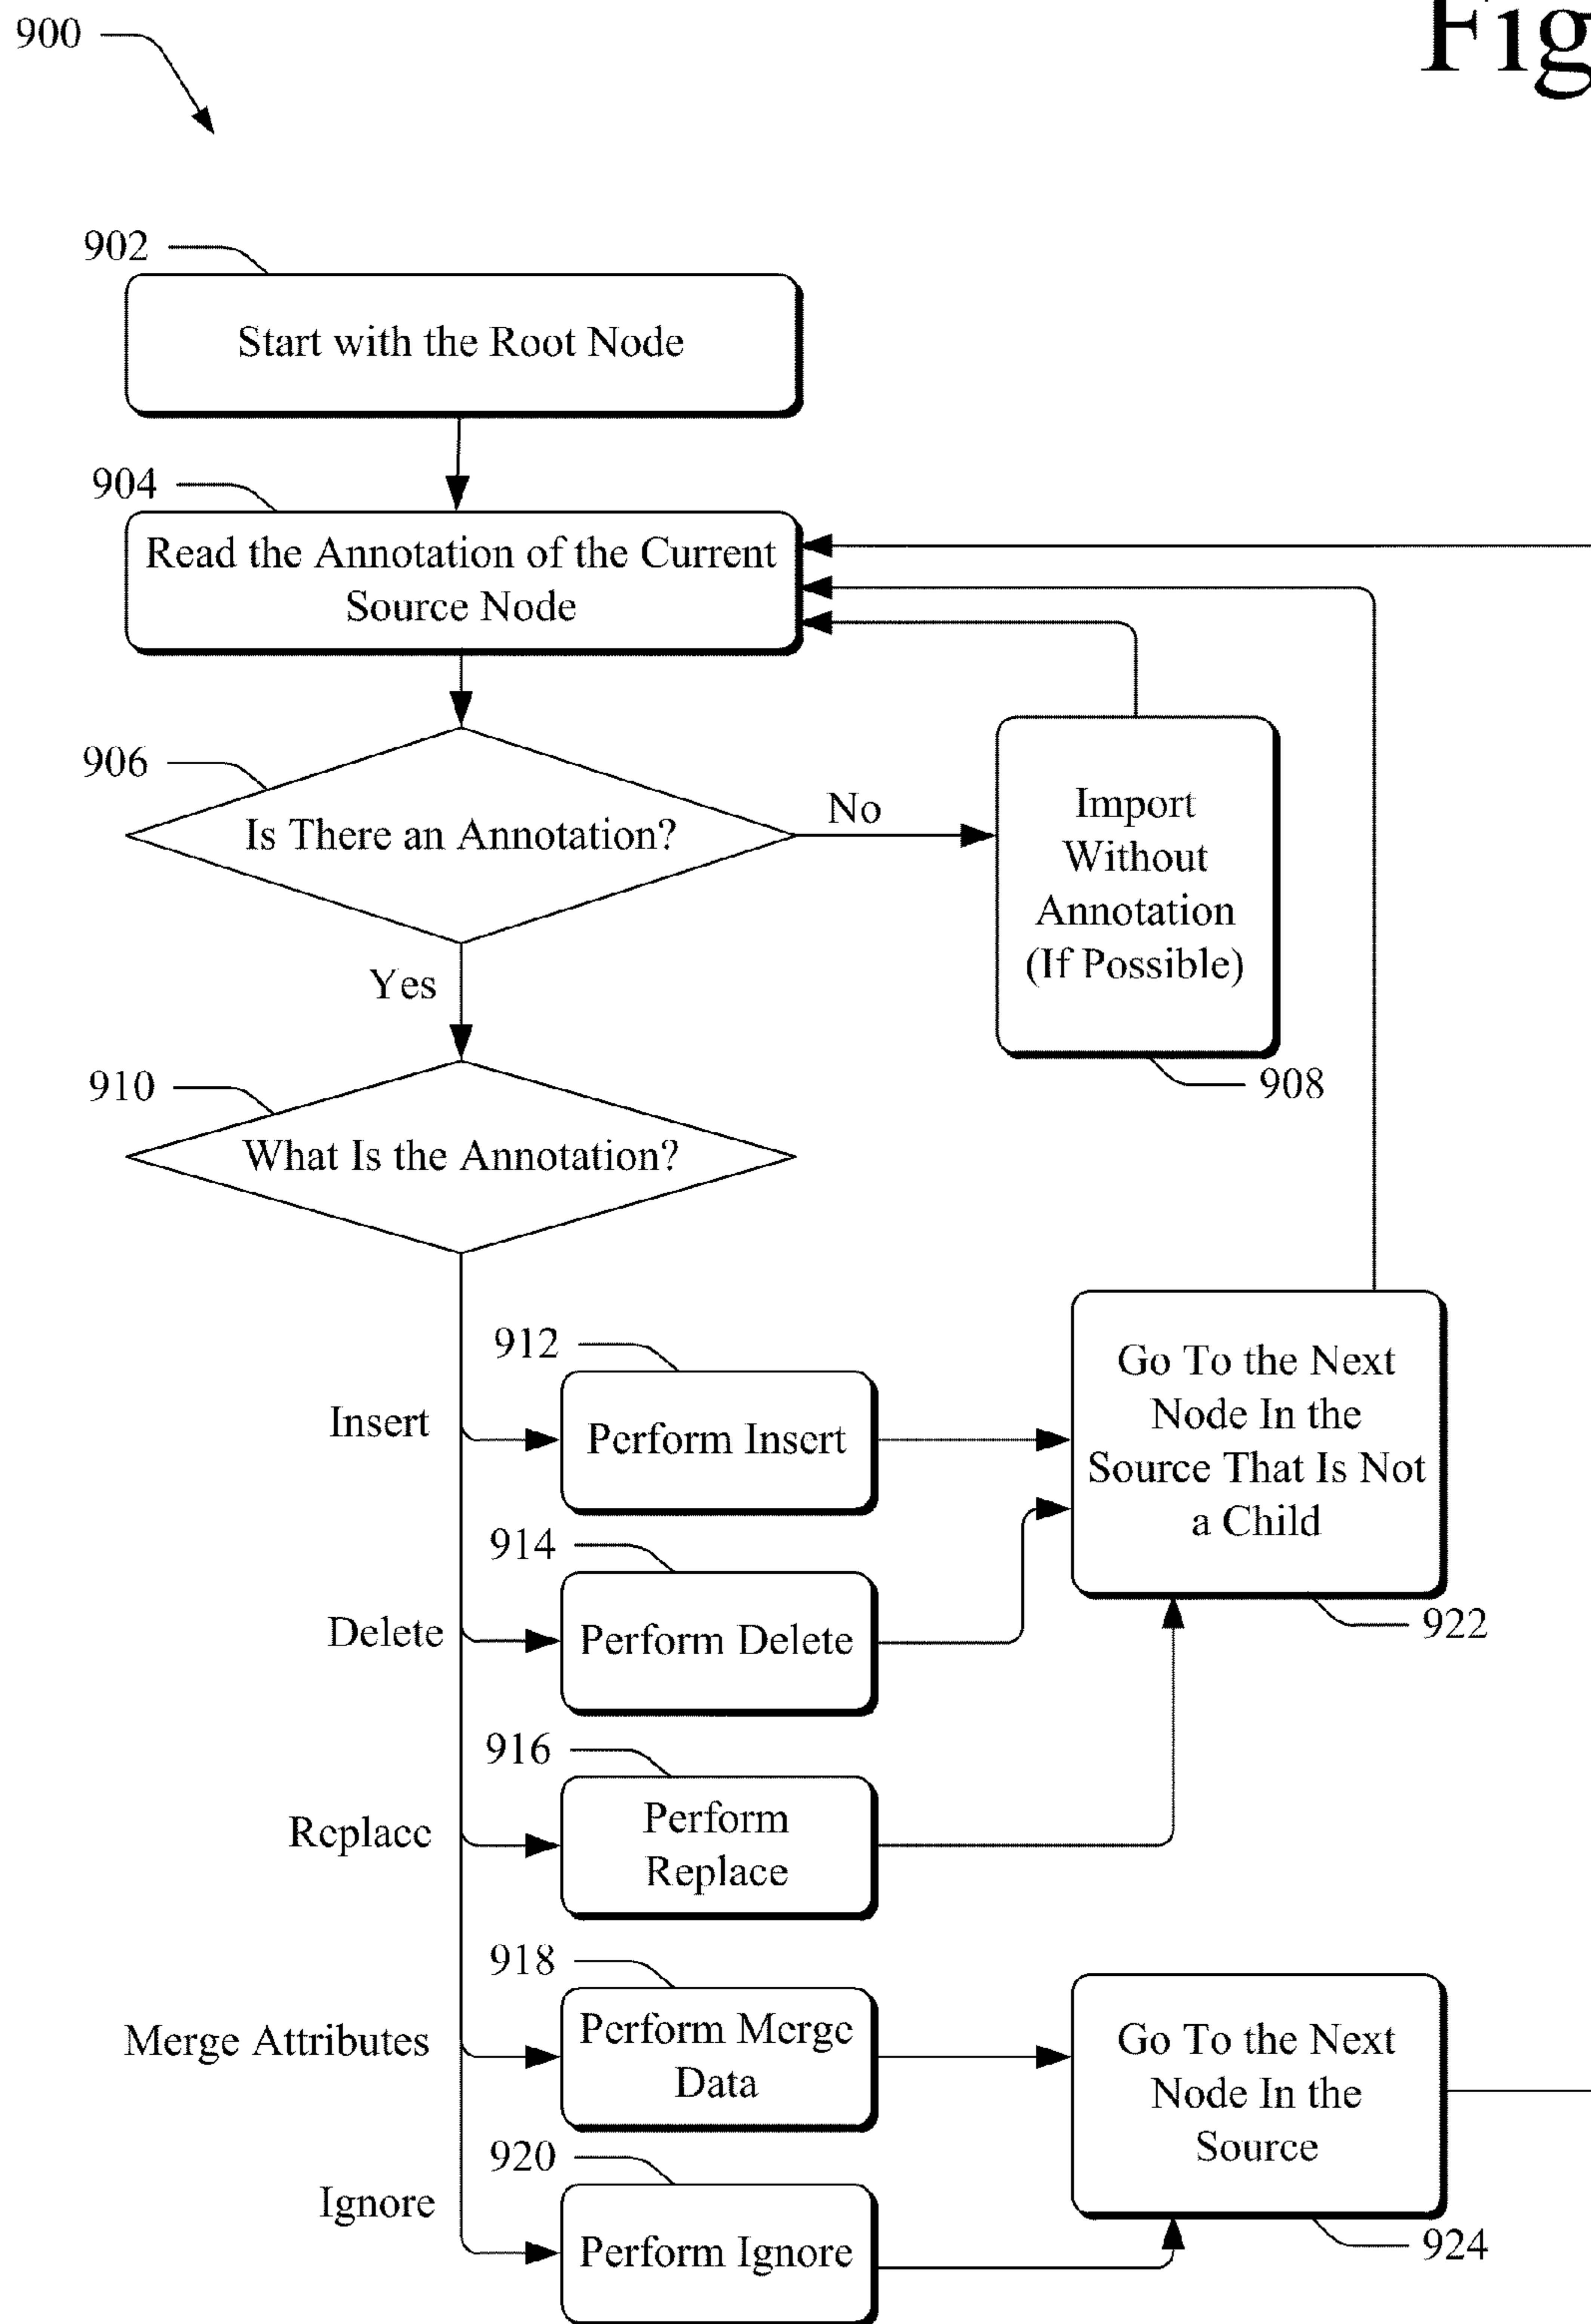 900
Fig
902
Start with the Root Node
904
Read the Annotation of the Current
Source Node
906
Is There an Annotation?
No
Import
Without
Annotation
(If Possible)
908
Yes
910
What Is the Annotation?
912
Insert
Perform Insert
Go To the Next
Node In the
Source That Is Not
a Child
922
914
Delete
Perform Delete
916
Replace
Perform
Replace
918
Merge Attributes
Perform Merge
Data
Go To the Next
Node In the
Source
924
920
Ignore
Perform Ignore